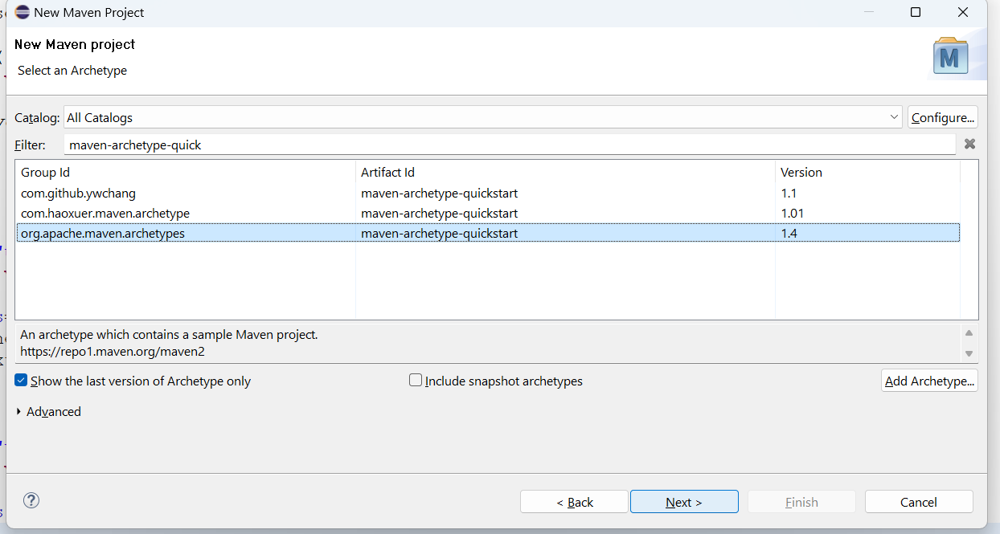 New Maven Project
New Maven project
Select an Archetype
M
Catalog: All Catalogs Configure...
Filter: maven-archetype-quick
Group Id Artifact Id Version
com.github.ywchang maven-archetype-quickstart 1.1
com.haoxuer.maven.archetype maven-archetype-quickstart 1.01
org.apache.maven.archetypes maven-archetype-quickstart 1.4
An archetype which contains a sample Maven project.
https://repo1.maven.org/maven2
Show the last version of Archetype only Include snapshot archetypes Add Archetype...
Advanced
? < Back Next > Finish Cancel